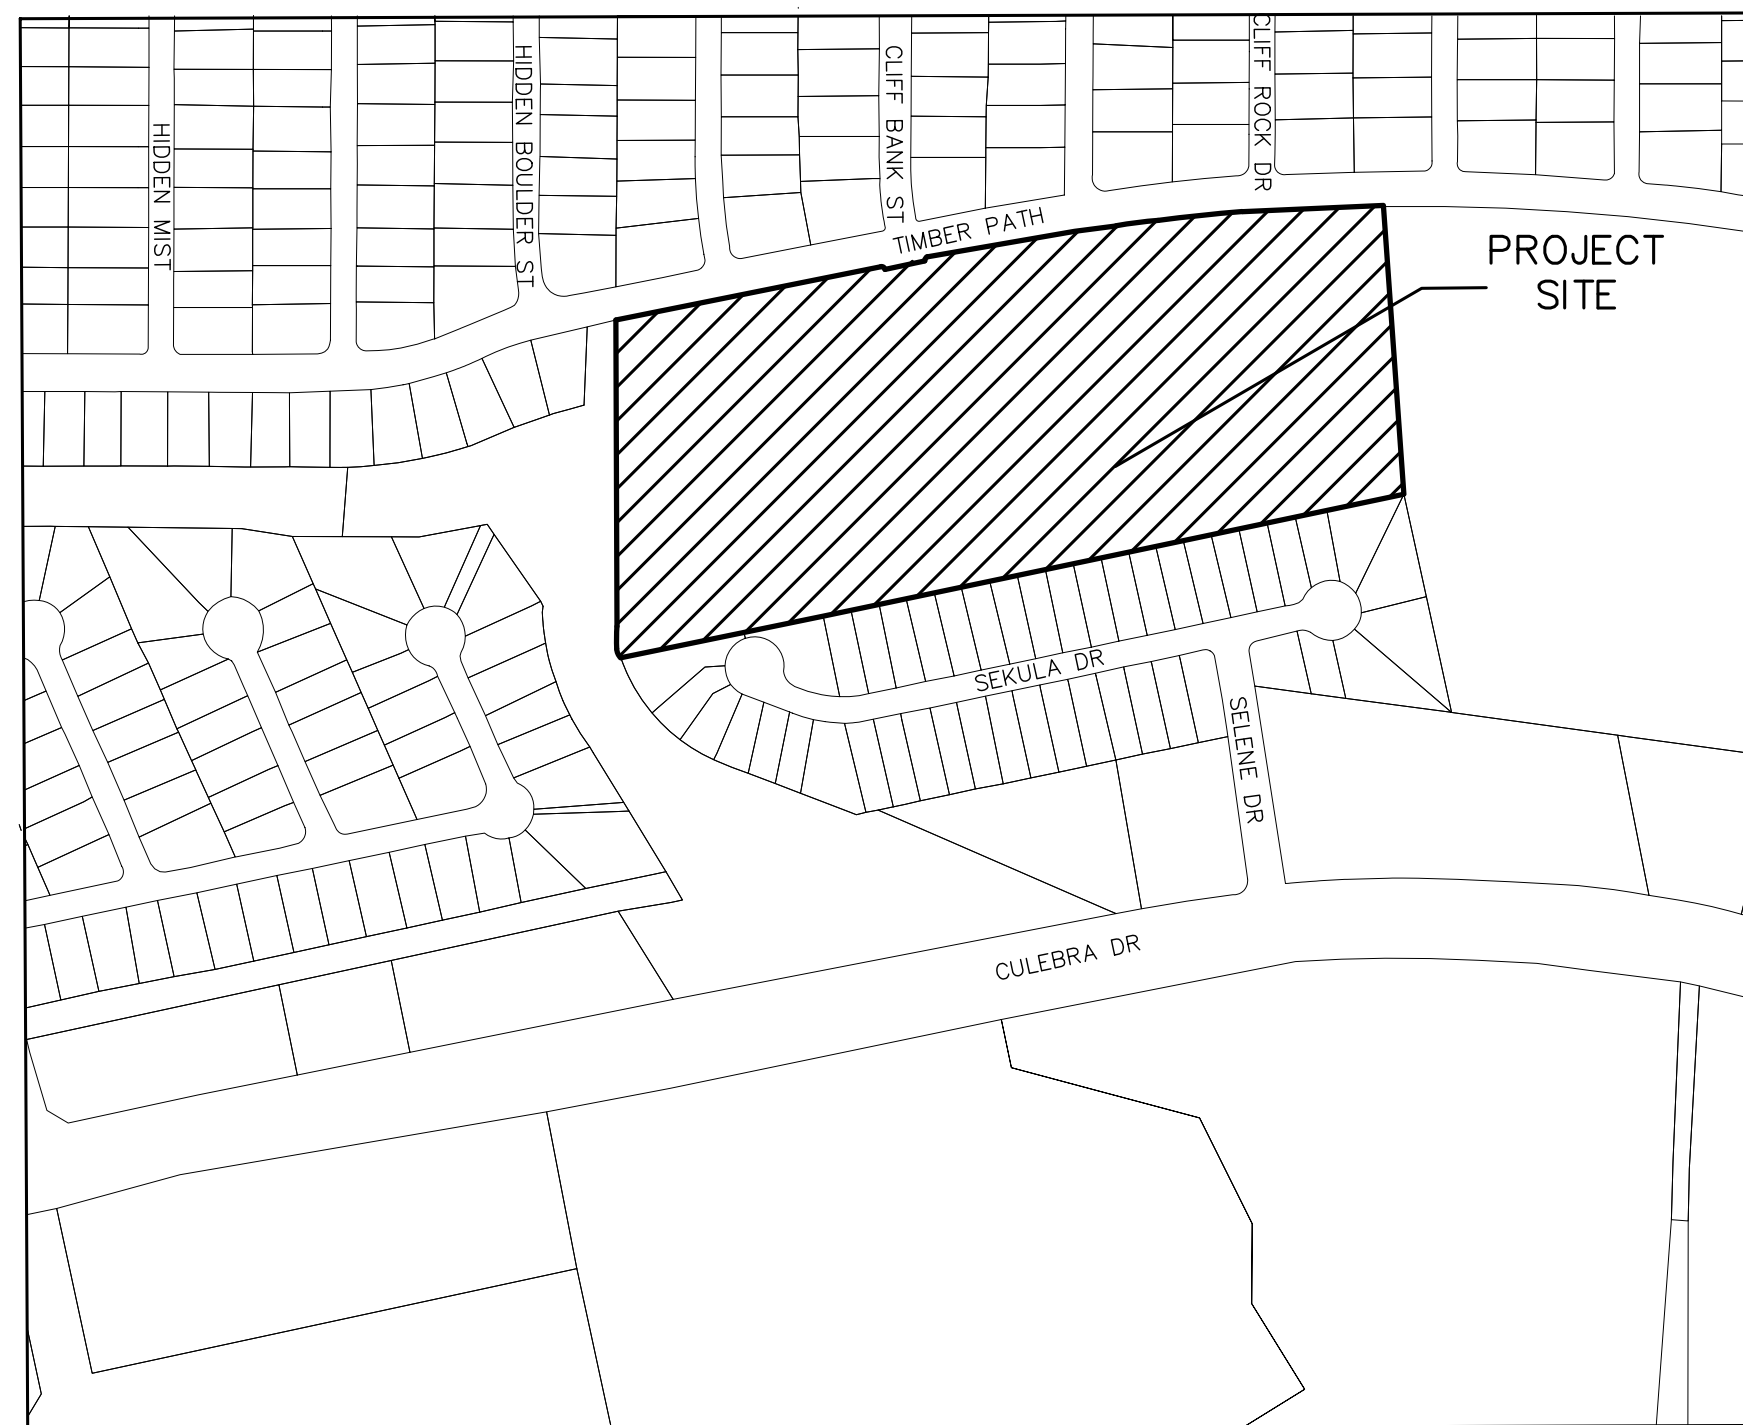 HIDDEN MIST
HIDDEN BOULDER ST
CLIFF BANK ST
CLIFF ROCK DR
TIMBER PATH
PROJECT
SITE
SEKULA DR
SELENE DR
CULEBRA DR